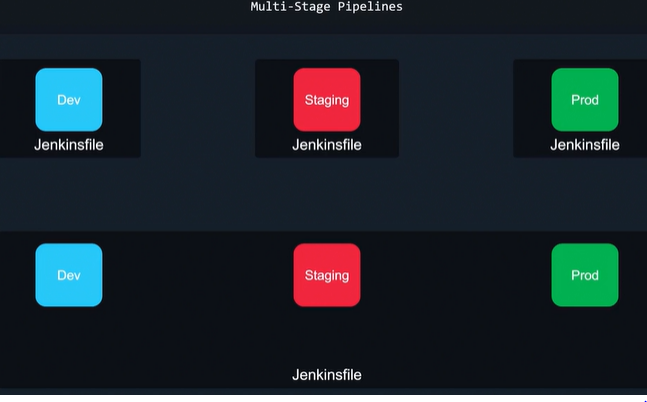 Multi-Stage Pipelines
Dev
Staging
Prod
Jenkinsfile
Jenkinsfile
Jenkinsfile
Dev
Staging
Prod
Jenkinsfile